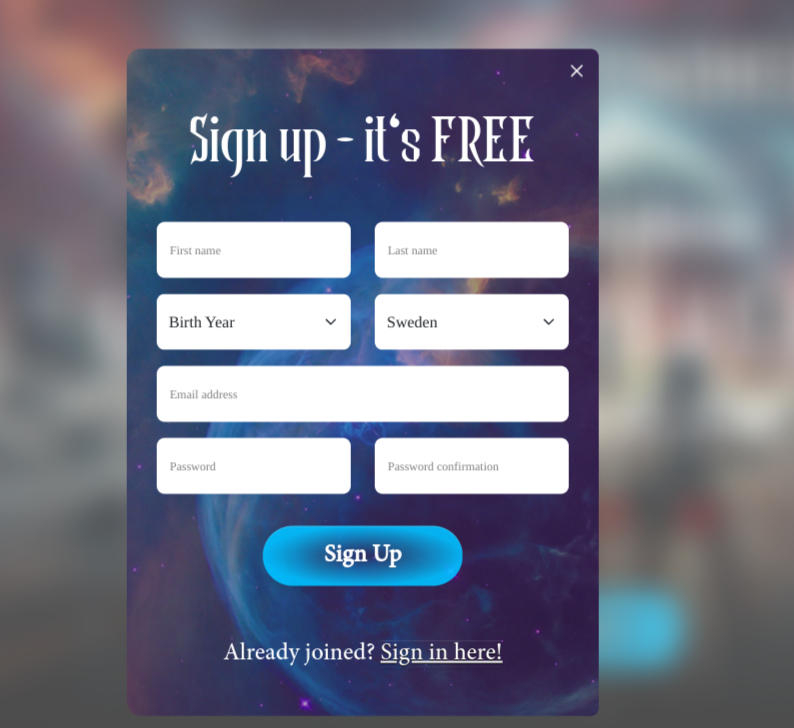 Sign up - it‘s FREE
First name Last name
Birth Year Sweden
Email address
Password Password confirmation
Sign Up
Already joined? Sign in here!